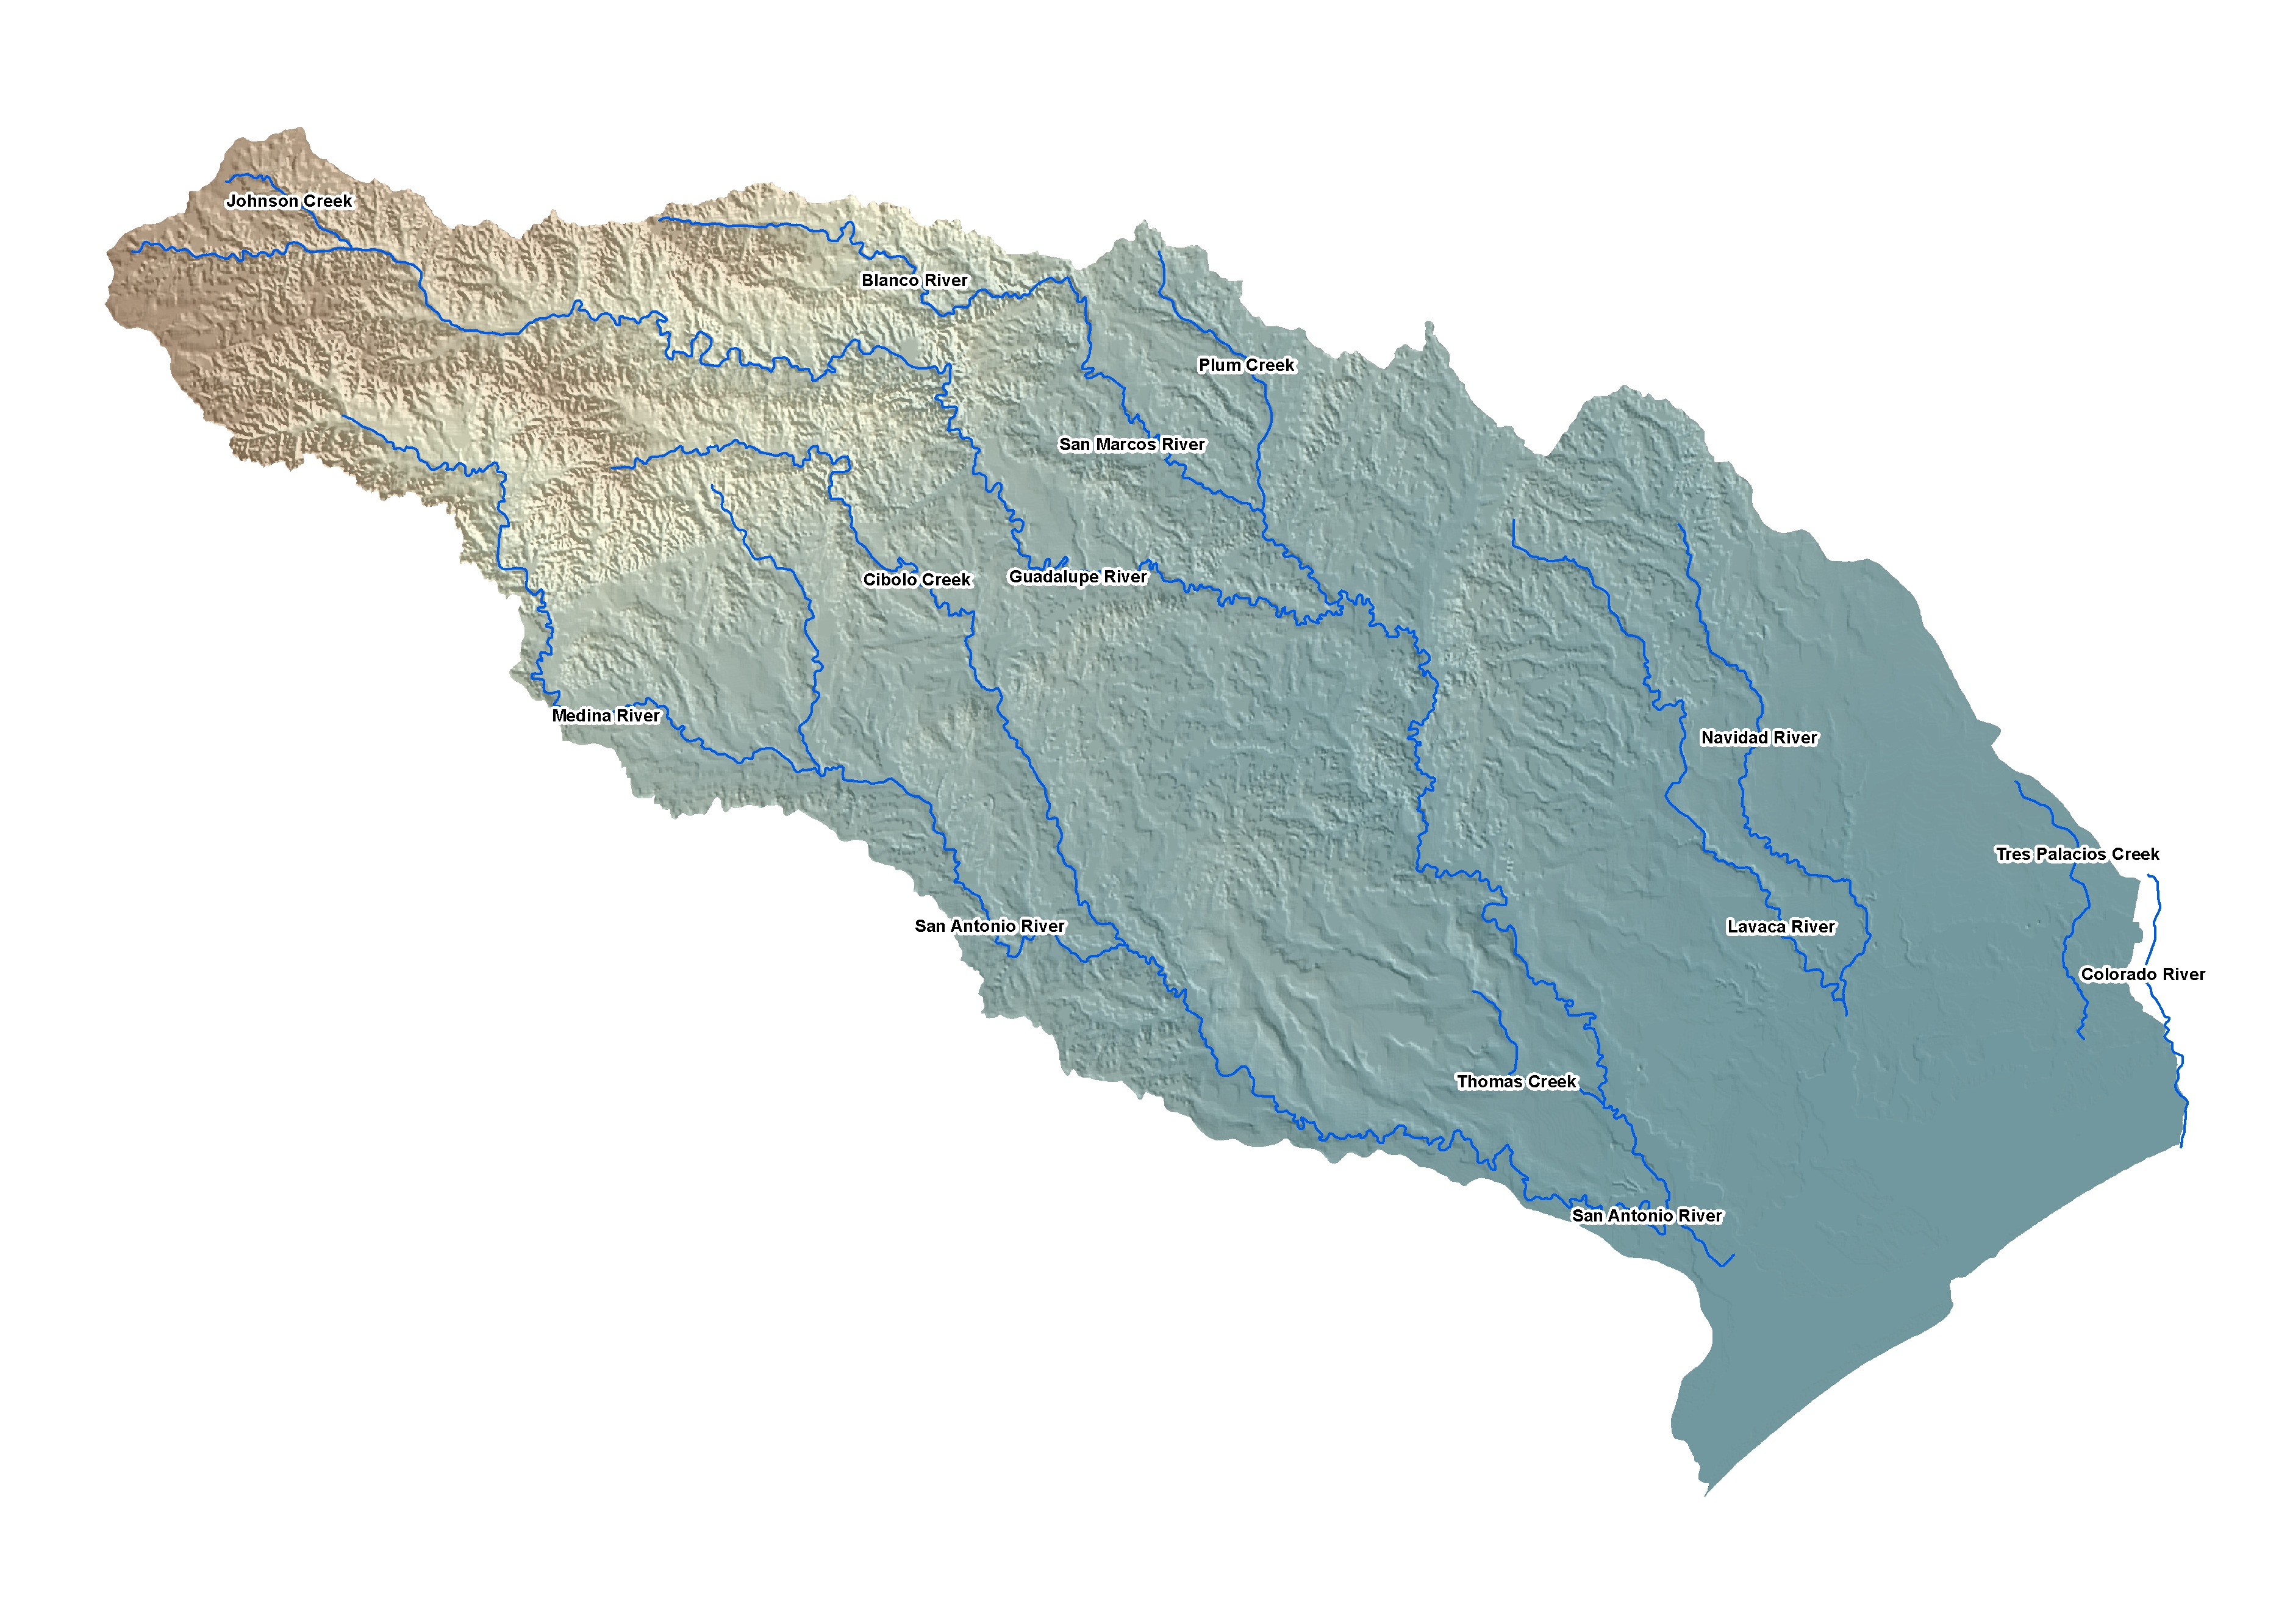 Johnson Creek
Blanco River
Plum Creek
San Marcos River
Guadalupe River
Cibolo Creek
Medina River
Navidad River
Tres Palacios Creek
San Antonio River
Lavaca River
Colorado River
Thomas Creek
San Antonio River